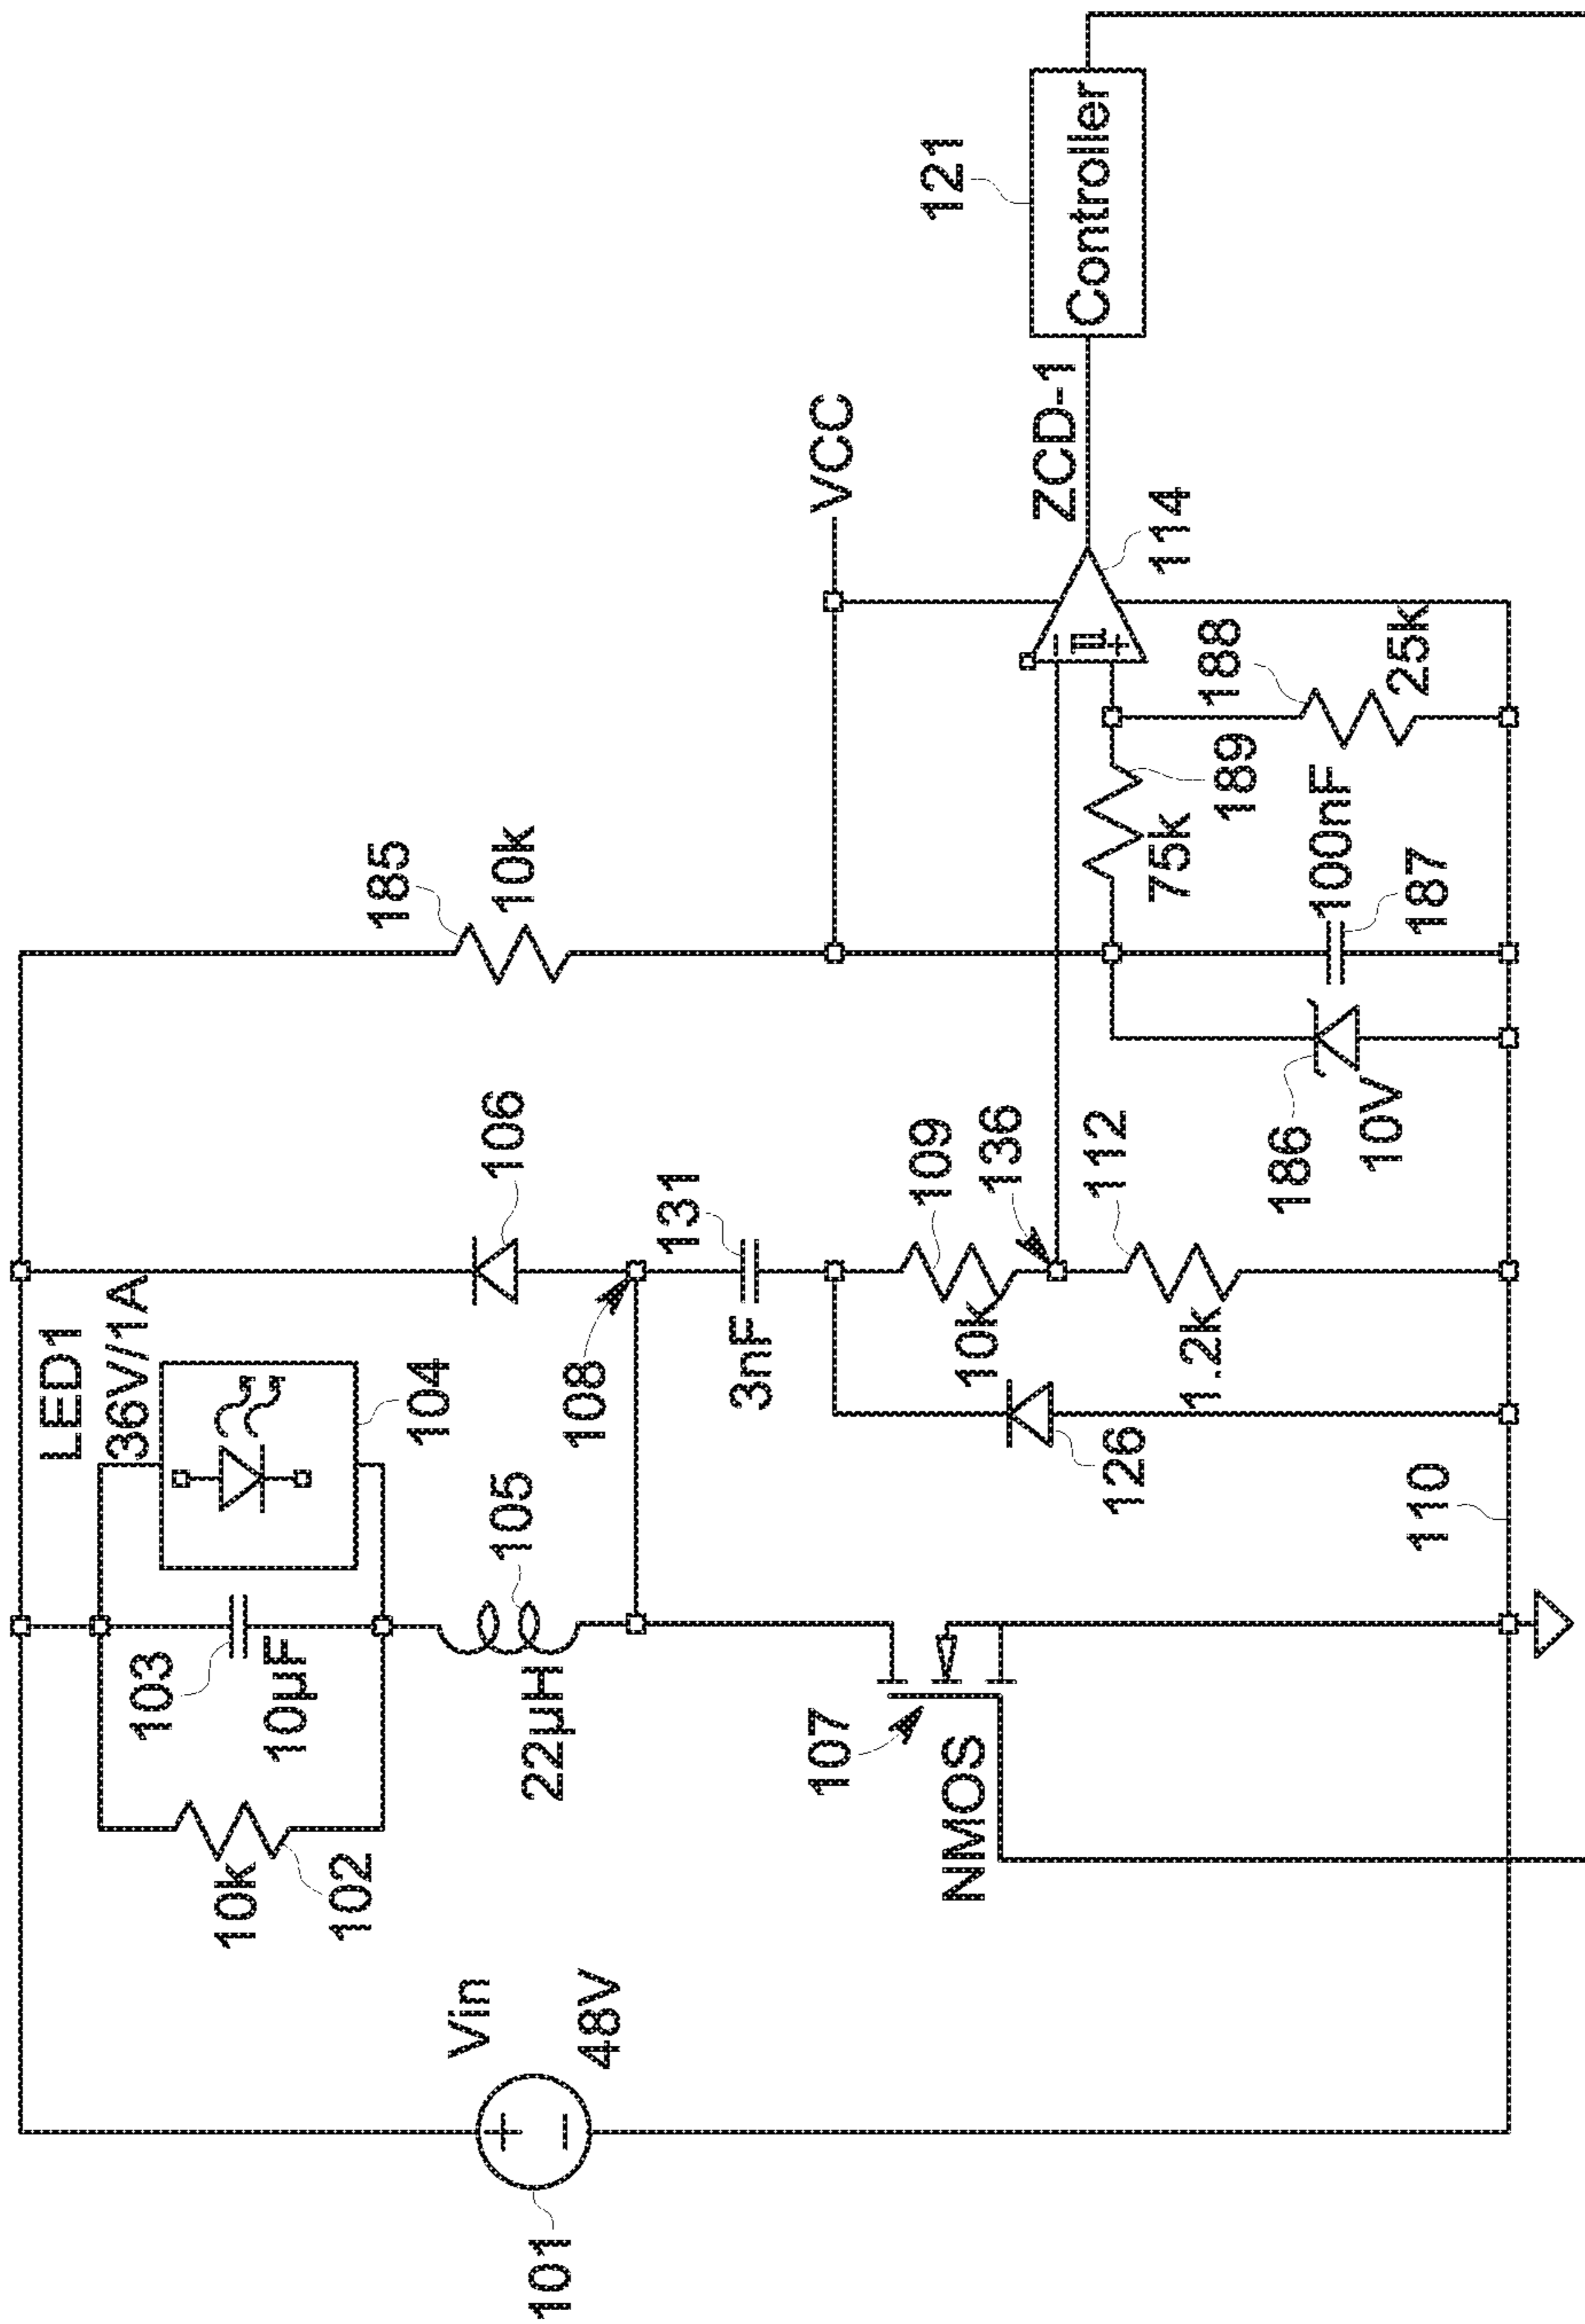 101
Vin
48V
10k
102
103
10µF
LED1
36V/1A
104
105
22µH
107
NMOS
108
106
131
3nF
109
10k
136
112
1.2k
126
110
185
10k
VCC
186
10V
187
100nF
189
75k
188
25k
114
ZCD-1
121
Controller